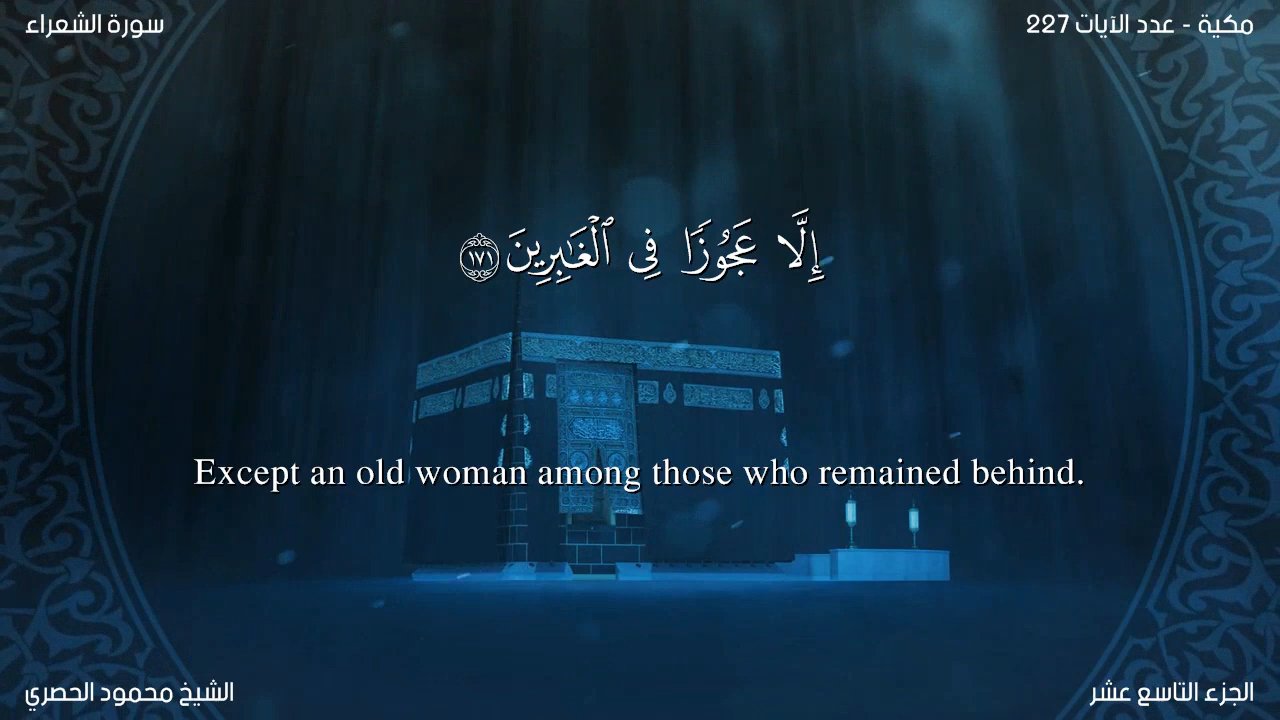 سورة الشعراء
مكية - عدد الآيات 227
إِلَّا عَجُوزًا فِى ٱلْغَـٰبِرِينَ ١٧١
Except an old woman among those who remained behind.
الشيخ محمود الحصري
الجزء التاسع عشر